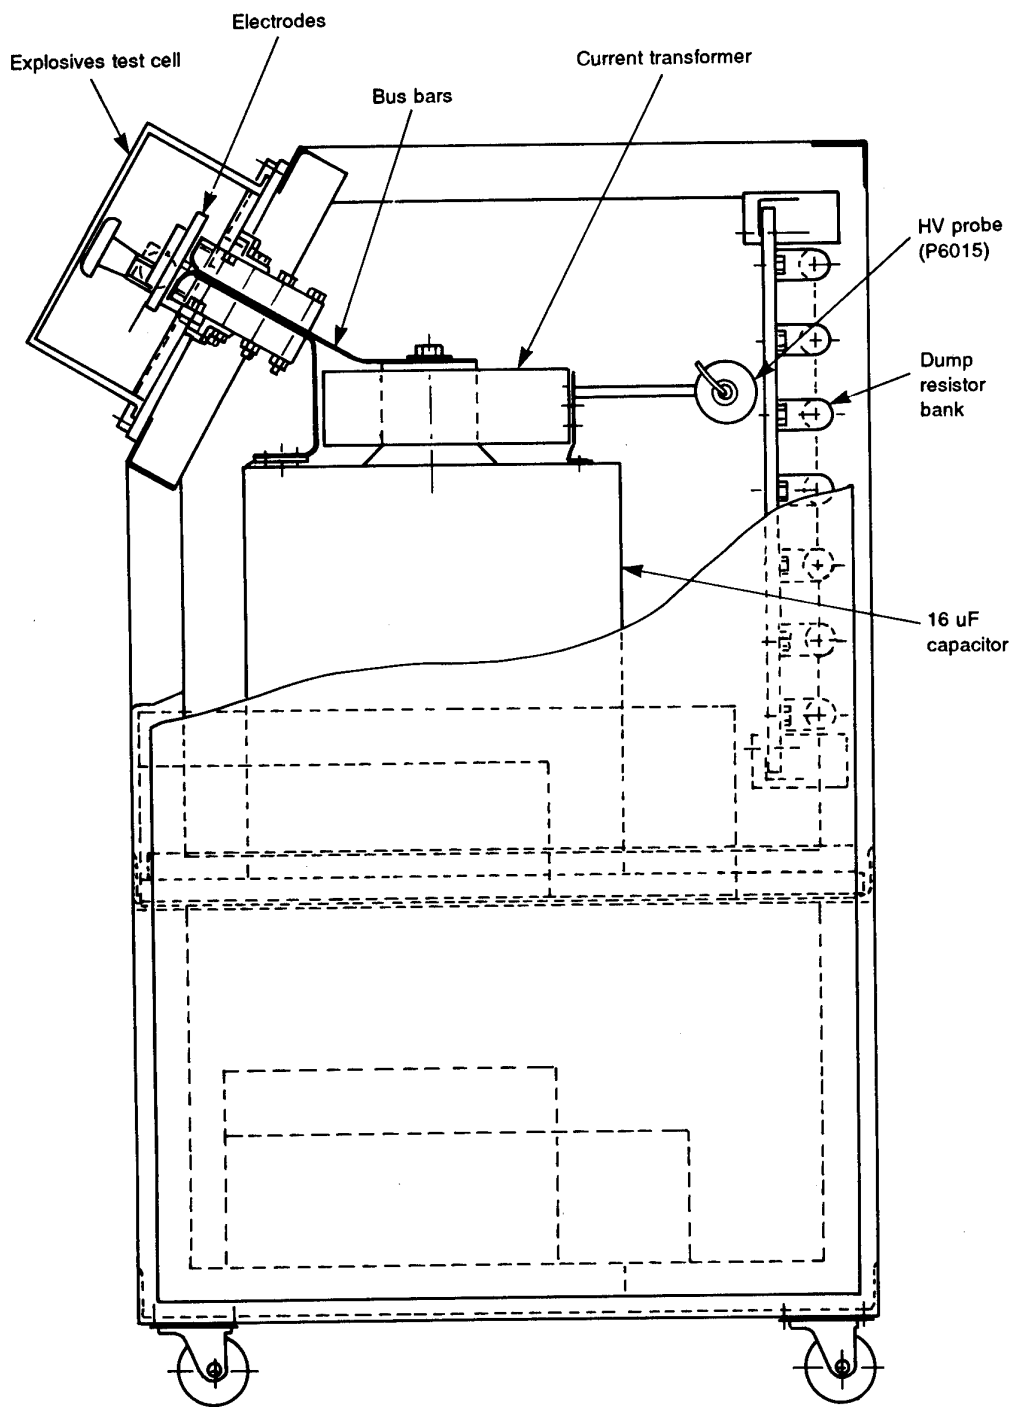 Electrodes
Explosives test cell
Current transformer
Bus bars
HV probe
(P6015)
Dump
resistor
bank
16 uF
capacitor